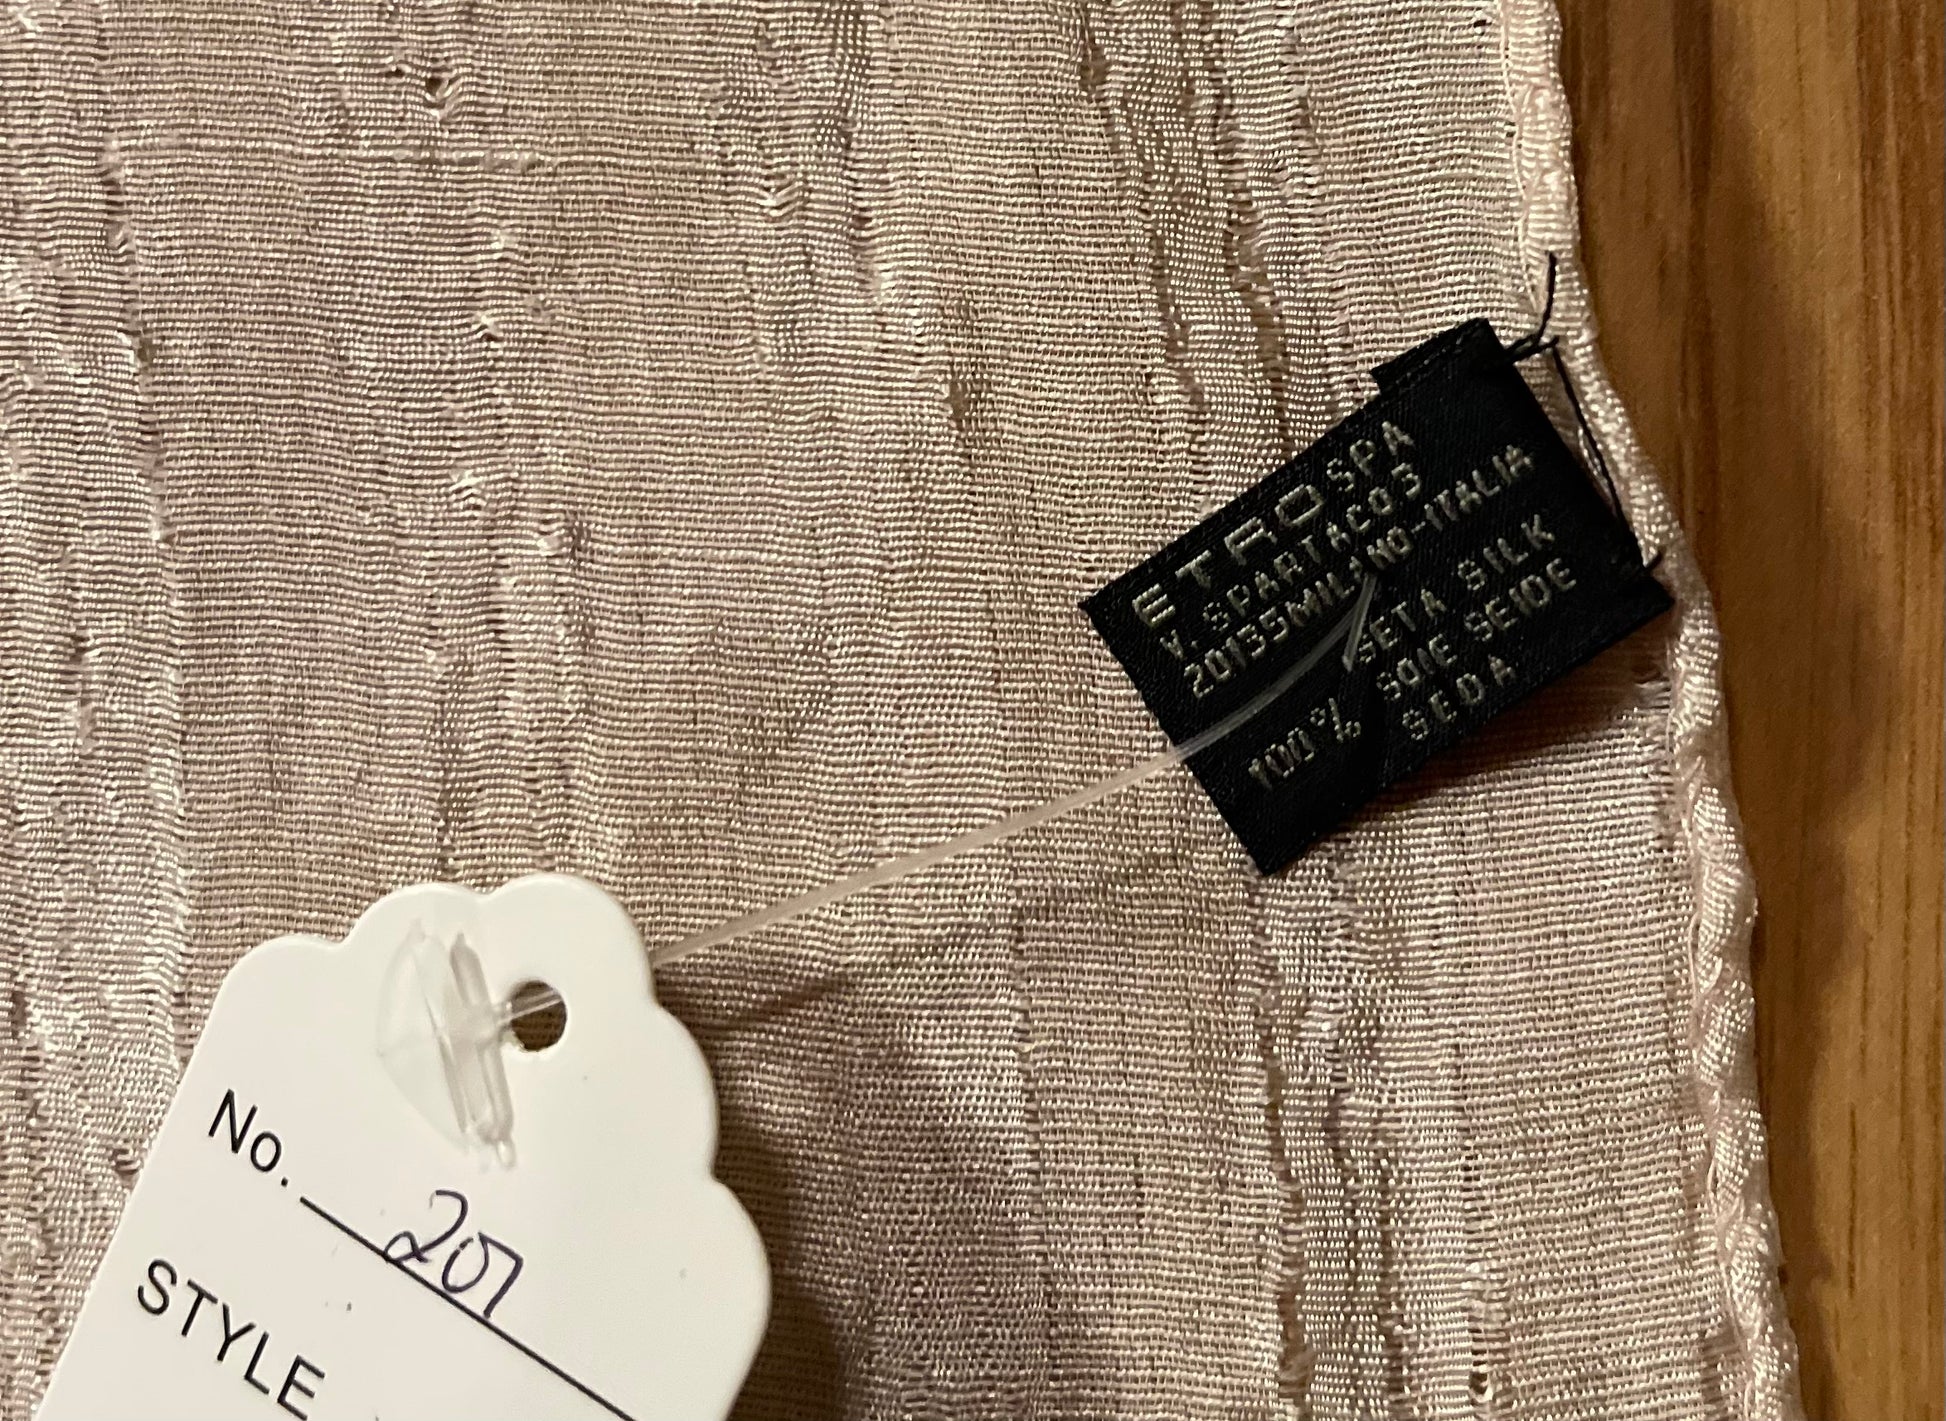 ETRO SPA
V. SPARTACO 3
20135 MILANO-ITALIA
100% SETA SILK
SOIE SEIDE
SEDA
No. 207
STYLE